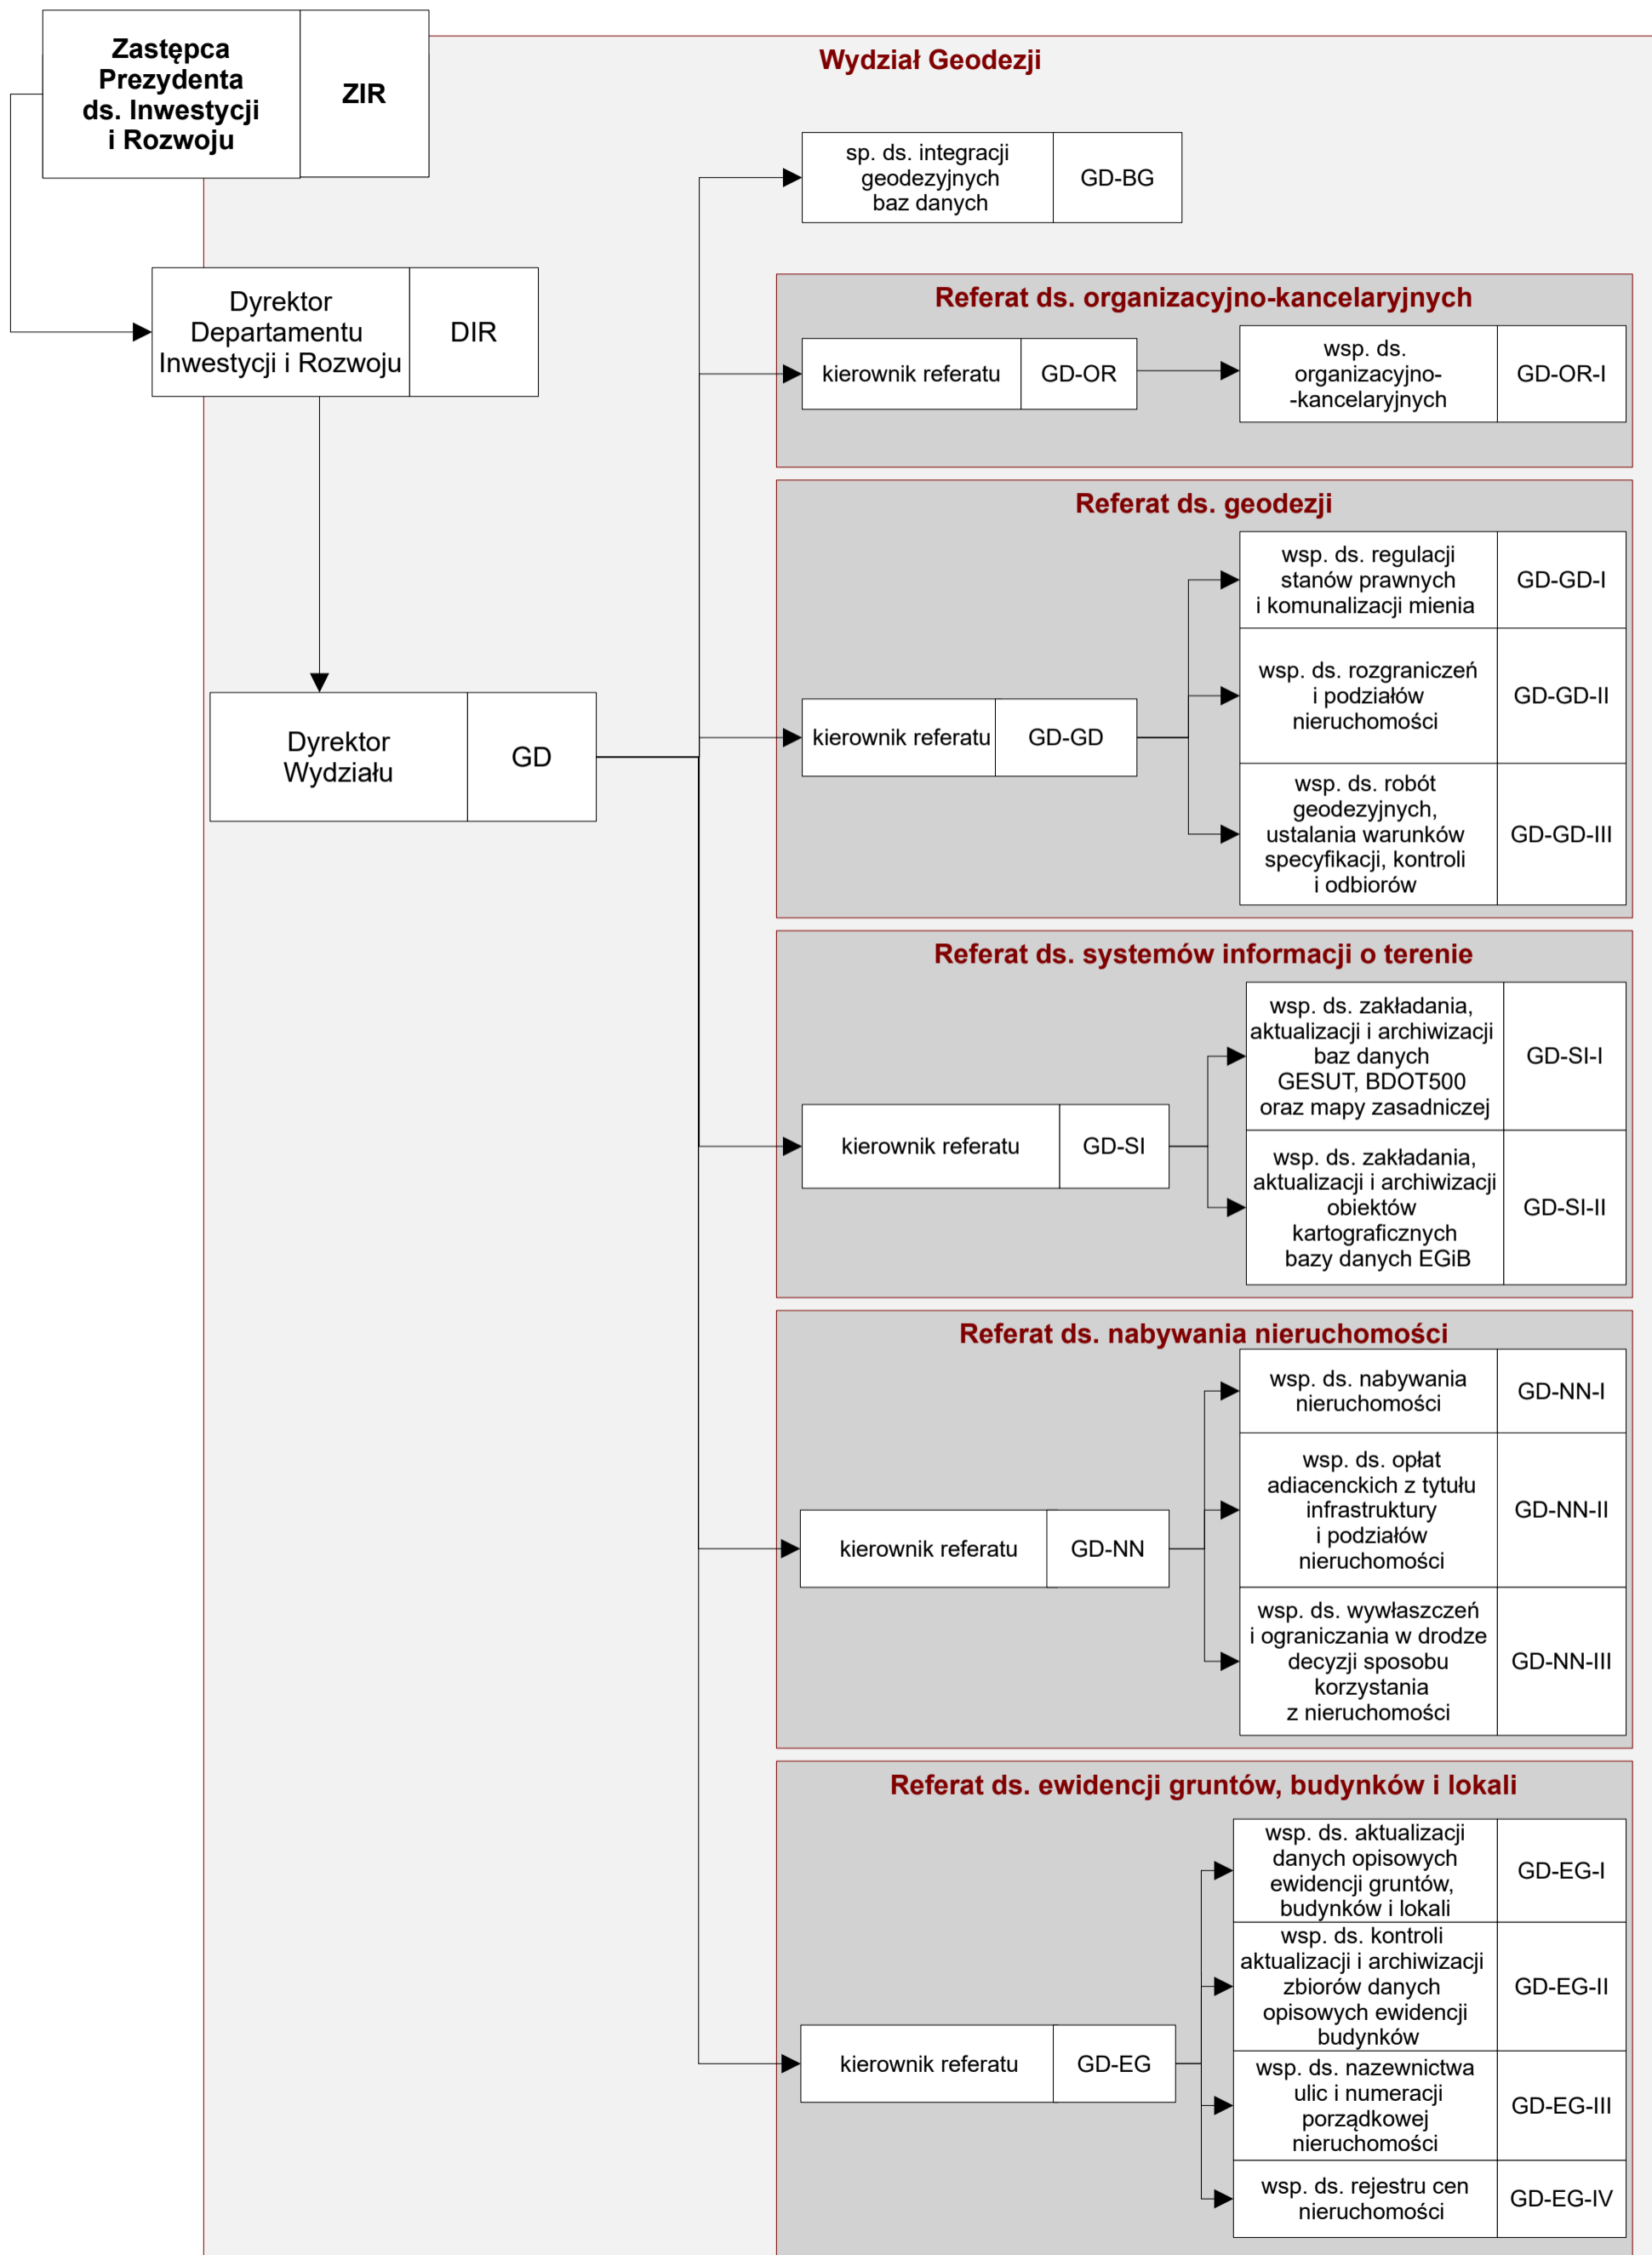 Zastępca
Prezydenta
ds. Inwestycji
i Rozwoju
ZIR
Wydział Geodezji
sp. ds. integracji
geodezyjnych
baz danych
GD-BG
Dyrektor
Departamentu
Inwestycji i Rozwoju
DIR
Referat ds. organizacyjno-kancelaryjnych
kierownik referatu
GD-OR
wsp. ds.
organizacyjno-
-kancelaryjnych
GD-OR-I
Referat ds. geodezji
wsp. ds. regulacji
stanów prawnych
i komunalizacji mienia
GD-GD-I
wsp. ds. rozgraniczeń
i podziałów
nieruchomości
GD-GD-II
Dyrektor
Wydziału
GD
kierownik referatu
GD-GD
wsp. ds. robót
geodezyjnych,
ustalania warunków
specyfikacji, kontroli
i odbiorów
GD-GD-III
Referat ds. systemów informacji o terenie
wsp. ds. zakładania,
aktualizacji i archiwizacji
baz danych
GESUT, BDOT500
oraz mapy zasadniczej
GD-SI-I
kierownik referatu
GD-SI
wsp. ds. zakładania,
aktualizacji i archiwizacji
obiektów
kartograficznych
bazy danych EGiB
GD-SI-II
Referat ds. nabywania nieruchomości
wsp. ds. nabywania
nieruchomości
GD-NN-I
wsp. ds. opłat
adiacenckich z tytułu
infrastruktury
i podziałów
nieruchomości
GD-NN-II
kierownik referatu
GD-NN
wsp. ds. wywłaszczeń
i ograniczania w drodze
decyzji sposobu
korzystania
z nieruchomości
GD-NN-III
Referat ds. ewidencji gruntów, budynków i lokali
wsp. ds. aktualizacji
danych opisowych
ewidencji gruntów,
budynków i lokali
GD-EG-I
wsp. ds. kontroli
aktualizacji i archiwizacji
zbiorów danych
opisowych ewidencji
budynków
GD-EG-II
kierownik referatu
GD-EG
wsp. ds. nazewnictwa
ulic i numeracji
porządkowej
nieruchomości
GD-EG-III
wsp. ds. rejestru cen
nieruchomości
GD-EG-IV